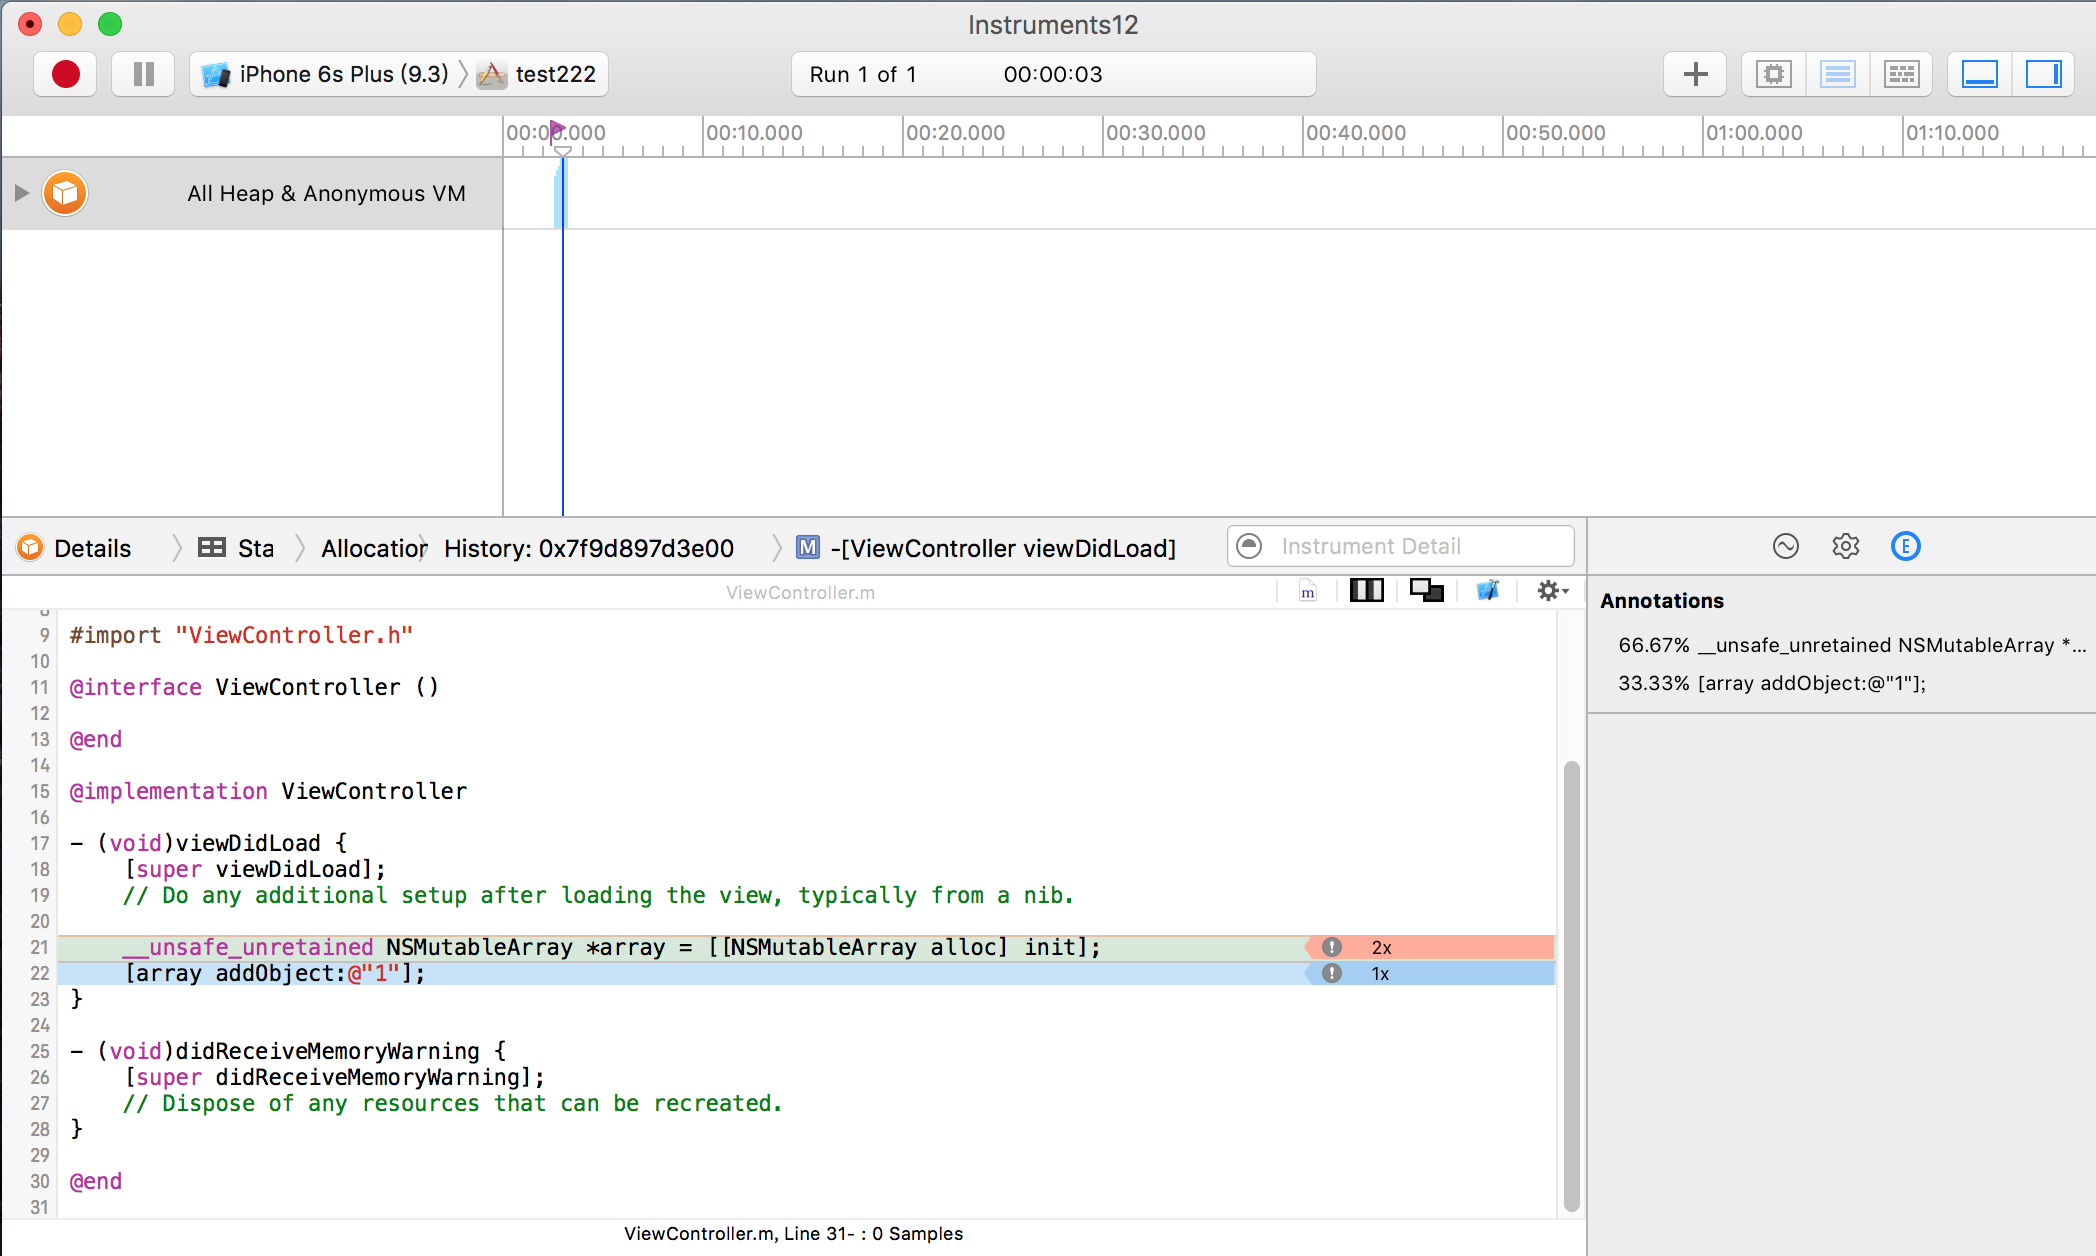 Instruments12
iPhone 6s Plus (9.3) test222
Run 1 of 1 00:00:03
00:00.000 00:10.000 00:20.000 00:30.000 00:40.000 00:50.000 01:00.000 01:10.000
All Heap & Anonymous VM
Details Sta Allocation History: 0x7f9d897d3e00 M -[ViewController viewDidLoad] Instrument Detail E
ViewController.m m
Annotations
66.67% __unsafe_unretained NSMutableArray *...
33.33% [array addObject:@"1"];
8
9 #import "ViewController.h"
10
11 @interface ViewController ()
12
13 @end
14
15 @implementation ViewController
16
17 - (void)viewDidLoad {
18 [super viewDidLoad];
19 // Do any additional setup after loading the view, typically from a nib.
20
21 __unsafe_unretained NSMutableArray *array = [[NSMutableArray alloc] init]; ! 2x
22 [array addObject:@"1"]; ! 1x
23 }
24
25 - (void)didReceiveMemoryWarning {
26 [super didReceiveMemoryWarning];
27 // Dispose of any resources that can be recreated.
28 }
29
30 @end
31
ViewController.m, Line 31- : 0 Samples